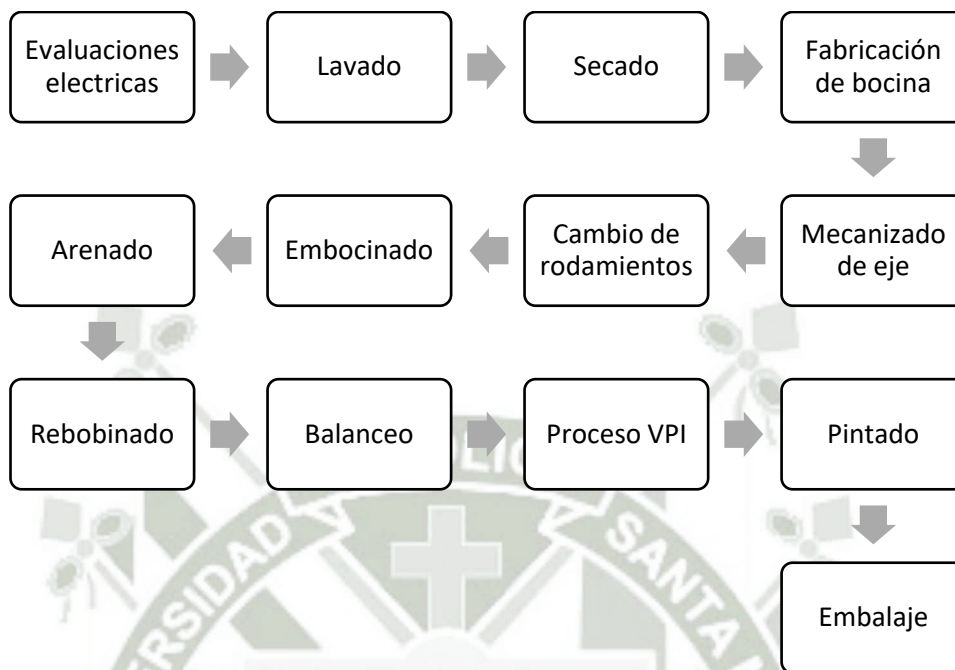 Evaluaciones
electricas
Lavado
Secado
Fabricación
de bocina
Mecanizado
de eje
Cambio de
rodamientos
Embocinado
Arenado
Rebobinado
Balanceo
Proceso VPI
Pintado
Embalaje
SANTA